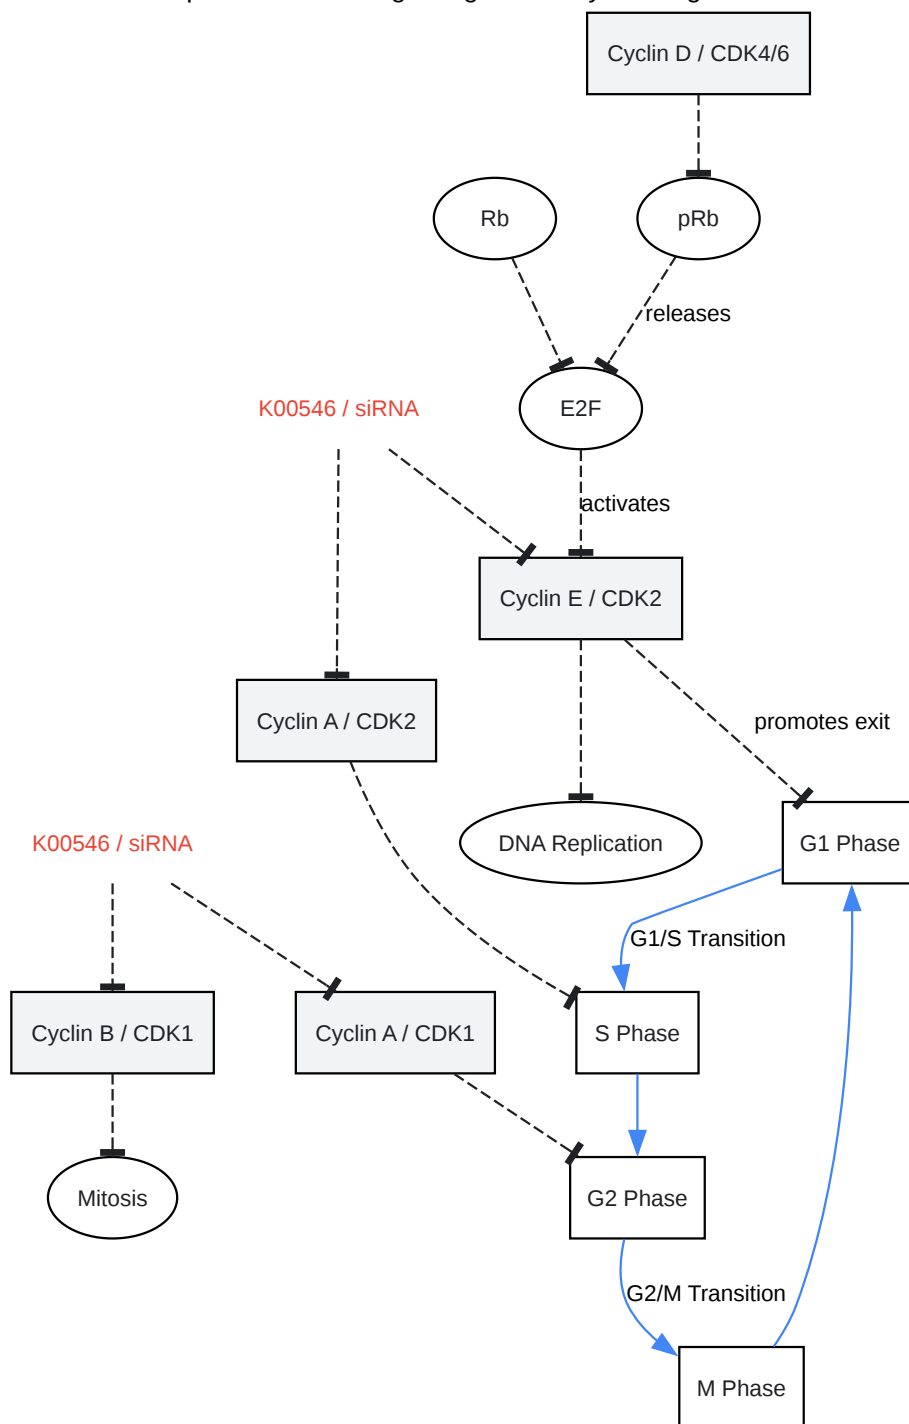 Cyclin D / CDK4/6
Rb
pRb
releases
K00546 / siRNA
E2F
activates
Cyclin E / CDK2
Cyclin A / CDK2
promotes exit
K00546 / siRNA
DNA Replication
G1 Phase
G1/S Transition
Cyclin B / CDK1
Cyclin A / CDK1
S Phase
Mitosis
G2 Phase
G2/M Transition
M Phase